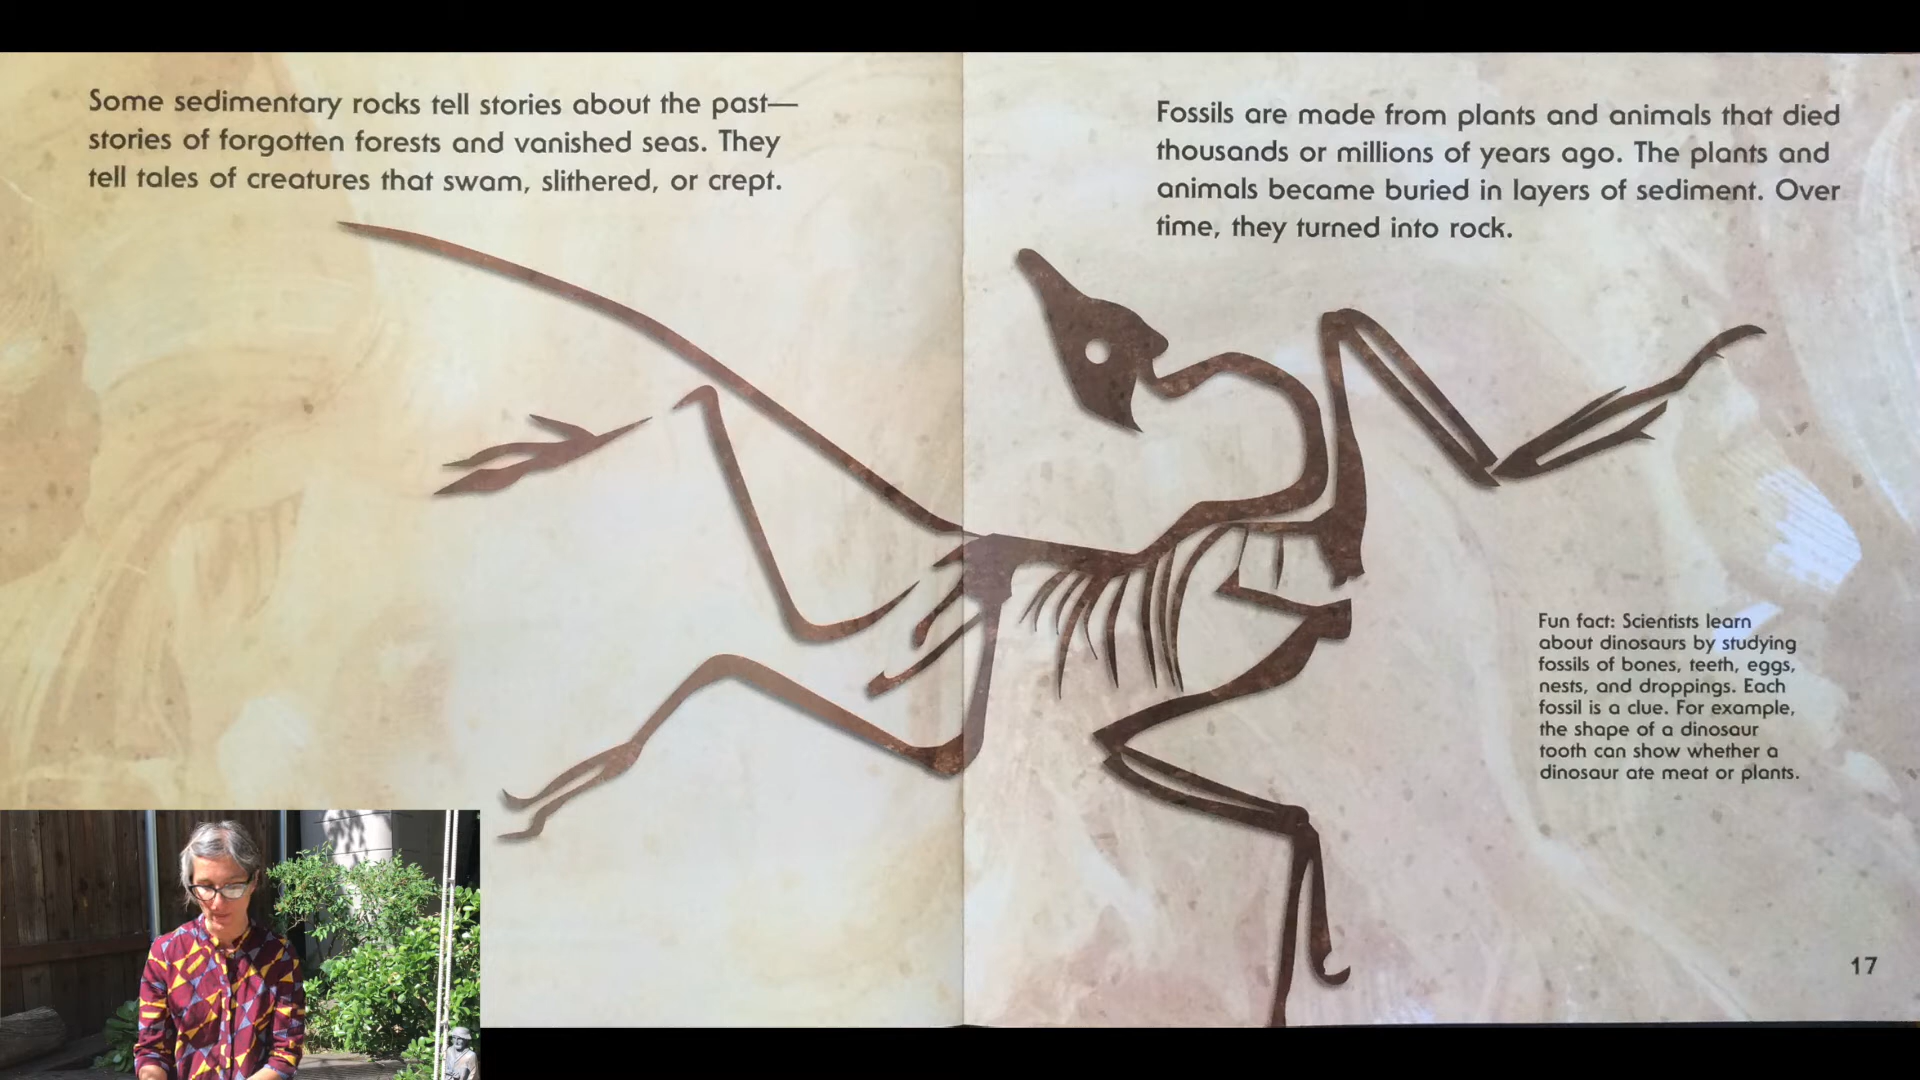 Some sedimentary rocks tell stories about the past—
stories of forgotten forests and vanished seas. They
tell tales of creatures that swam, slithered, or crept.
Fossils are made from plants and animals that died
thousands or millions of years ago. The plants and
animals became buried in layers of sediment. Over
time, they turned into rock.
Fun fact: Scientists learn
about dinosaurs by studying
fossils of bones, teeth, eggs,
nests, and droppings. Each
fossil is a clue. For example,
the shape of a dinosaur
tooth can show whether a
dinosaur ate meat or plants.
17